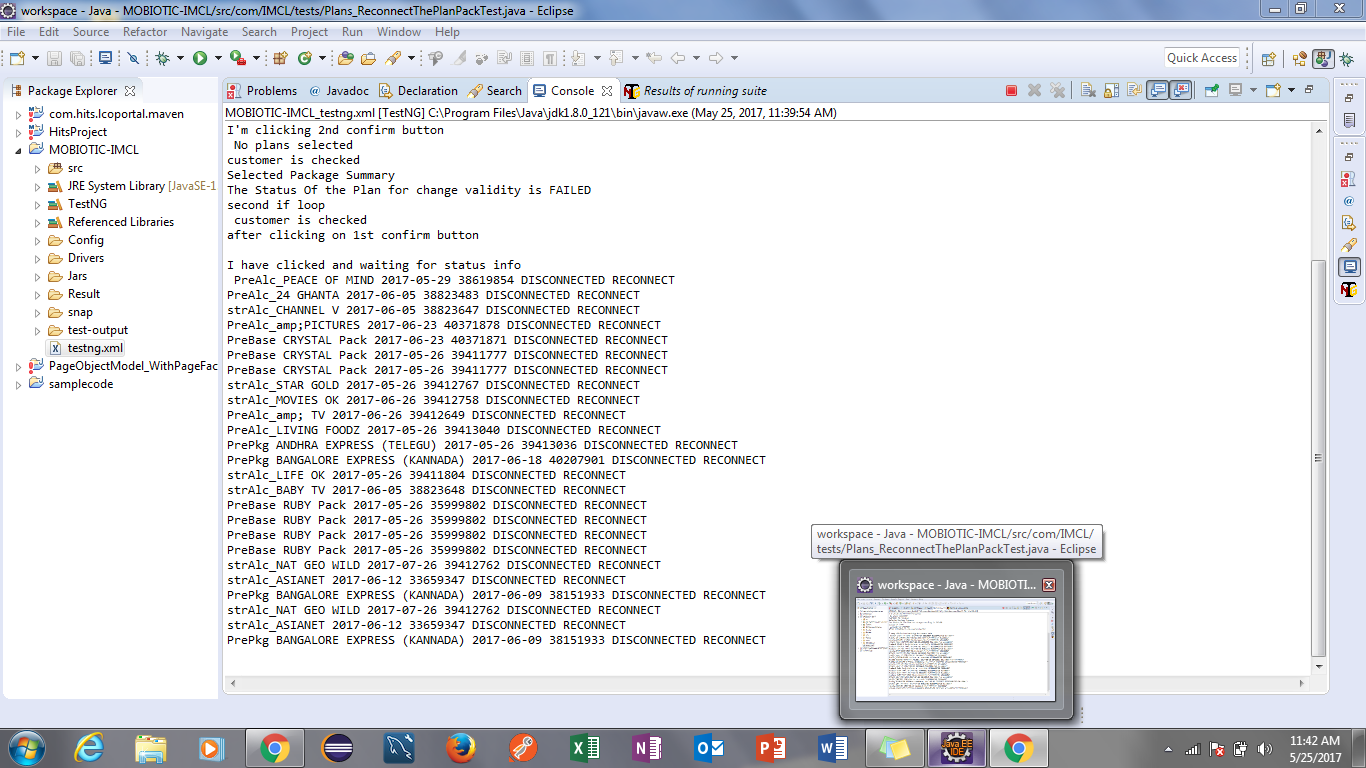 workspace - Java - MOBIOTIC-IMCL/src/com/IMCL/tests/Plans_ReconnectThePlanPackTest.java - Eclipse
File Edit Source Refactor Navigate Search Project Run Window Help
Quick Access
Package Explorer
Problems Javadoc Declaration Search Console Results of running suite
MOBIOTIC-IMCL_testng.xml [TestNG] C:\Program Files\Java\jdk1.8.0_121\bin\javaw.exe (May 25, 2017, 11:39:54 AM)
com.hits.lcoportal.maven
HitsProject
MOBIOTIC-IMCL
src
JRE System Library [JavaSE-1
TestNG
Referenced Libraries
Config
Drivers
Jars
Result
snap
test-output
testng.xml
PageObjectModel_WithPageFac
samplecode
I'm clicking 2nd confirm button
No plans selected
customer is checked
Selected Package Summary
The Status Of the Plan for change validity is FAILED
second if loop
customer is checked
after clicking on 1st confirm button
I have clicked and waiting for status info
PreAlc_PEACE OF MIND 2017-05-29 38619854 DISCONNECTED RECONNECT
PreAlc_24 GHANTA 2017-06-05 38823483 DISCONNECTED RECONNECT
strAlc_CHANNEL V 2017-06-05 38823647 DISCONNECTED RECONNECT
PreAlc_amp;PICTURES 2017-06-23 40371878 DISCONNECTED RECONNECT
PreBase CRYSTAL Pack 2017-06-23 40371871 DISCONNECTED RECONNECT
PreBase CRYSTAL Pack 2017-05-26 39411777 DISCONNECTED RECONNECT
PreBase CRYSTAL Pack 2017-05-26 39411777 DISCONNECTED RECONNECT
strAlc_STAR GOLD 2017-05-26 39412767 DISCONNECTED RECONNECT
strAlc_MOVIES OK 2017-06-26 39412758 DISCONNECTED RECONNECT
PreAlc_amp; TV 2017-06-26 39412649 DISCONNECTED RECONNECT
PreAlc_LIVING FOODZ 2017-05-26 39413040 DISCONNECTED RECONNECT
PrePkg ANDHRA EXPRESS (TELEGU) 2017-05-26 39413036 DISCONNECTED RECONNECT
PrePkg BANGALORE EXPRESS (KANNADA) 2017-06-18 40207901 DISCONNECTED RECONNECT
strAlc_LIFE OK 2017-05-26 39411804 DISCONNECTED RECONNECT
strAlc_BABY TV 2017-06-05 38823648 DISCONNECTED RECONNECT
PreBase RUBY Pack 2017-05-26 35999802 DISCONNECTED RECONNECT
PreBase RUBY Pack 2017-05-26 35999802 DISCONNECTED RECONNECT
PreBase RUBY Pack 2017-05-26 35999802 DISCONNECTED RECONNECT
PreBase RUBY Pack 2017-05-26 35999802 DISCONNECTED RECONNECT
strAlc_NAT GEO WILD 2017-07-26 39412762 DISCONNECTED RECONNECT
strAlc_ASIANET 2017-06-12 33659347 DISCONNECTED RECONNECT
PrePkg BANGALORE EXPRESS (KANNADA) 2017-06-09 38151933 DISCONNECTED RECONNECT
strAlc_NAT GEO WILD 2017-07-26 39412762 DISCONNECTED RECONNECT
strAlc_ASIANET 2017-06-12 33659347 DISCONNECTED RECONNECT
PrePkg BANGALORE EXPRESS (KANNADA) 2017-06-09 38151933 DISCONNECTED RECONNECT
workspace - Java - MOBIOTIC-IMCL/src/com/IMCL/
tests/Plans_ReconnectThePlanPackTest.java - Eclipse
workspace - Java - MOBIOTI...
Java EE
IDE
11:42 AM
5/25/2017